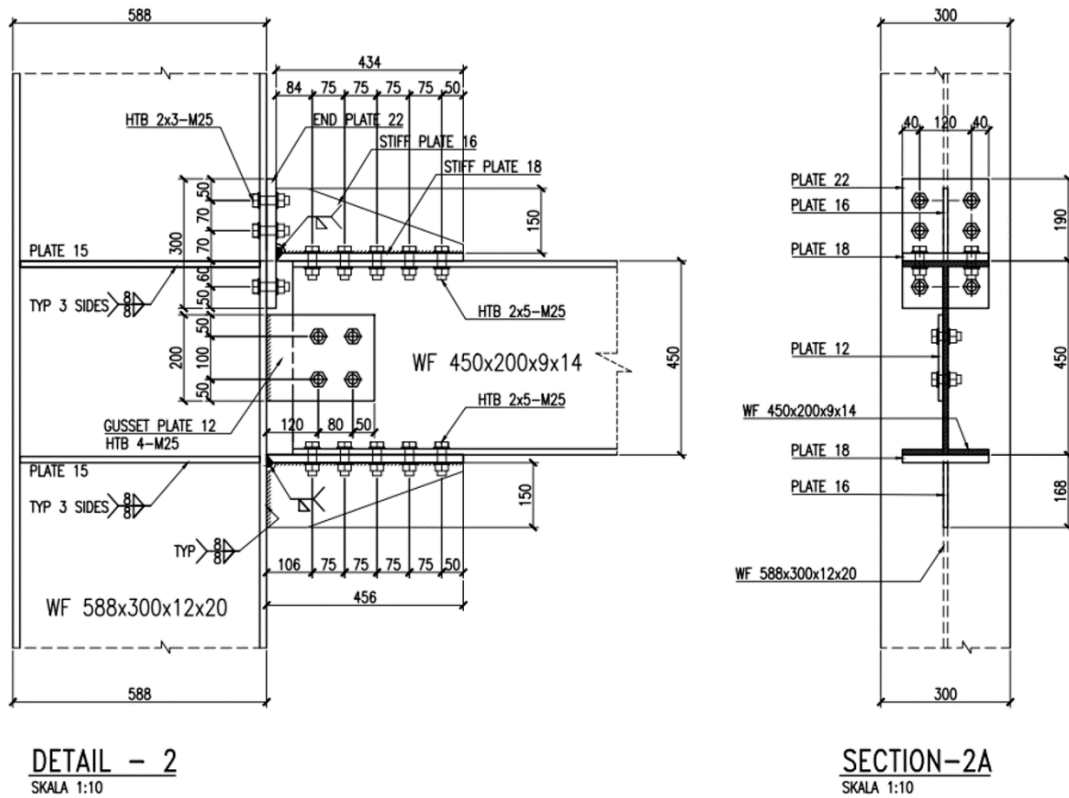 588
434
84 75 75 75 75 50
HTB 2x3-M25
END PLATE 22
STIFF PLATE 16
STIFF PLATE 18
50
70
70
60
50
300
150
PLATE 15
TYP 3 SIDES
8
8
HTB 2x5-M25
50
100
50
200
WF 450x200x9x14
450
HTB 2x5-M25
120 80 50
GUSSET PLATE 12
HTB 4-M25
PLATE 15
TYP 3 SIDES
8
8
150
TYP
8
8
106 75 75 75 75 50
456
WF 588x300x12x20
588
DETAIL - 2
SKALA 1:10
300
40 120 40
PLATE 22
PLATE 16
PLATE 18
190
PLATE 12
450
WF 450x200x9x14
PLATE 18
PLATE 16
168
WF 588x300x12x20
300
SECTION-2A
SKALA 1:10